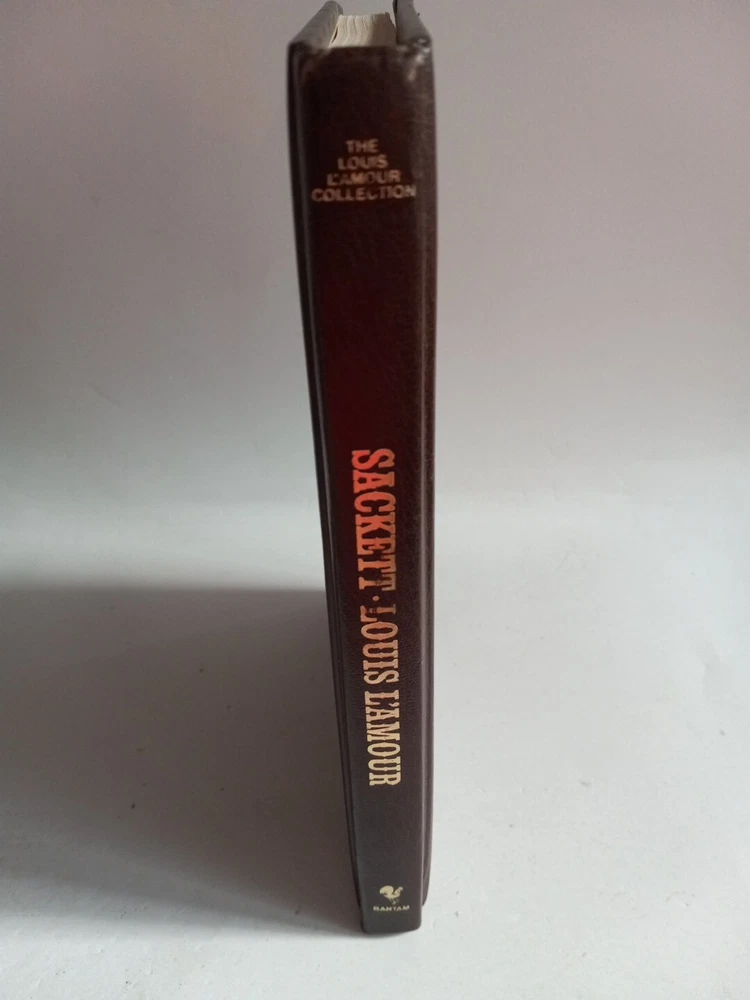 THE
LOUIS
L'AMOUR
COLLECTION
SACKETT · LOUIS L'AMOUR
BANTAM